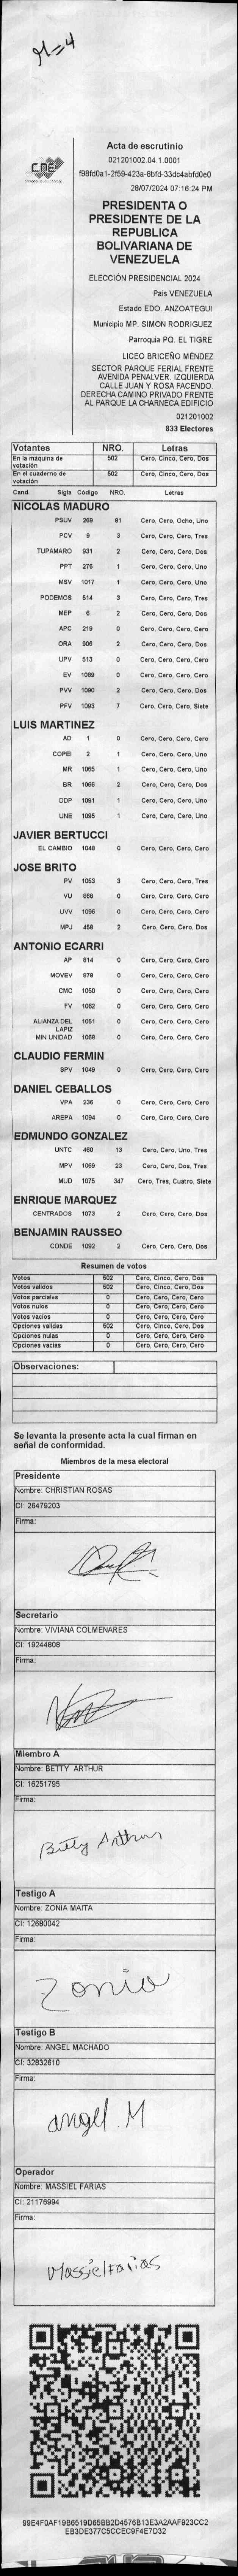 M=4
CNE
Acta de escrutinio
021201002.04.1.0001
f98fd0a1-2f59-423a-8bfd-33dc4abfd0e0
28/07/2024 07:16:24 PM
PRESIDENTA O
PRESIDENTE DE LA
REPUBLICA
BOLIVARIANA DE
VENEZUELA
ELECCIÓN PRESIDENCIAL 2024
Pais VENEZUELA
Estado EDO. ANZOATEGUI
Municipio MP. SIMON RODRIGUEZ
Parroquia PQ. EL TIGRE
LICEO BRICEÑO MÉNDEZ
SECTOR PARQUE FERIAL FRENTE
AVENIDA PENALVER. IZQUIERDA
CALLE JUAN Y ROSA FACENDO.
DERECHA CAMINO PRIVADO FRENTE
AL PARQUE LA CHARNECA EDIFICIO
021201002
833 Electores
Votantes NRO. Letras
En la máquina de votación 502 Cero, Cinco, Cero, Dos
En el cuaderno de votación 502 Cero, Cinco, Cero, Dos
Cand. Sigla Código NRO. Letras
NICOLAS MADURO
PSUV 269 81 Cero, Cero, Ocho, Uno
PCV 9 3 Cero, Cero, Cero, Tres
TUPAMARO 931 2 Cero, Cero, Cero, Dos
PPT 276 1 Cero, Cero, Cero, Uno
MSV 1017 1 Cero, Cero, Cero, Uno
PODEMOS 514 3 Cero, Cero, Cero, Tres
MEP 6 2 Cero, Cero, Cero, Dos
APC 219 0 Cero, Cero, Cero, Cero
ORA 906 2 Cero, Cero, Cero, Dos
UPV 513 0 Cero, Cero, Cero, Cero
EV 1089 0 Cero, Cero, Cero, Cero
PVV 1090 2 Cero, Cero, Cero, Dos
PFV 1093 7 Cero, Cero, Cero, Siete
LUIS MARTINEZ
AD 1 0 Cero, Cero, Cero, Cero
COPEI 2 1 Cero, Cero, Cero, Uno
MR 1065 1 Cero, Cero, Cero, Uno
BR 1066 2 Cero, Cero, Cero, Dos
DDP 1091 1 Cero, Cero, Cero, Uno
UNE 1095 1 Cero, Cero, Cero, Uno
JAVIER BERTUCCI
EL CAMBIO 1048 0 Cero, Cero, Cero, Cero
JOSE BRITO
PV 1053 3 Cero, Cero, Cero, Tres
VU 868 0 Cero, Cero, Cero, Cero
UVV 1096 0 Cero, Cero, Cero, Cero
MPJ 458 2 Cero, Cero, Cero, Dos
ANTONIO ECARRI
AP 614 0 Cero, Cero, Cero, Cero
MOVEV 978 0 Cero, Cero, Cero, Cero
CMC 1050 0 Cero, Cero, Cero, Cero
FV 1062 0 Cero, Cero, Cero, Cero
ALIANZA DEL LAPIZ 1051 0 Cero, Cero, Cero, Cero
MIN UNIDAD 1068 0 Cero, Cero, Cero, Cero
CLAUDIO FERMIN
SPV 1049 0 Cero, Cero, Cero, Cero
DANIEL CEBALLOS
VPA 236 0 Cero, Cero, Cero, Cero
AREPA 1094 0 Cero, Cero, Cero, Cero
EDMUNDO GONZALEZ
UNTC 460 13 Cero, Cero, Uno, Tres
MPV 1069 23 Cero, Cero, Dos, Tres
MUD 1075 347 Cero, Tres, Cuatro, Siete
ENRIQUE MARQUEZ
CENTRADOS 1073 2 Cero, Cero, Cero, Dos
BENJAMIN RAUSSEO
CONDE 1092 2 Cero, Cero, Cero, Dos
Resumen de votos
Votos 502 Cero, Cinco, Cero, Dos
Votos validos 502 Cero, Cinco, Cero, Dos
Votos parciales 0 Cero, Cero, Cero, Cero
Votos nulos 0 Cero, Cero, Cero, Cero
Votos vacios 0 Cero, Cero, Cero, Cero
Opciones validas 502 Cero, Cinco, Cero, Dos
Opciones nulas 0 Cero, Cero, Cero, Cero
Opciones vacias 0 Cero, Cero, Cero, Cero
Observaciones:
Se levanta la presente acta la cual firman en
señal de conformidad.
Miembros de la mesa electoral
Presidente
Nombre: CHRISTIAN ROSAS
CI: 26479203
Firma:
Secretario
Nombre: VIVIANA COLMENARES
CI: 19244808
Firma:
Miembro A
Nombre: BETTY ARTHUR
CI: 16251795
Firma:
Betty Arthur
Testigo A
Nombre: ZONIA MAITA
CI: 12680042
Firma:
Zonia
Testigo B
Nombre: ANGEL MACHADO
CI: 32832610
Firma:
angel M
Operador
Nombre: MASSIEL FARIAS
CI: 21176994
Firma:
Massiel Farias
99E4F0AF19B6519D65BB2D4576B13E3A2AAF923CC2
EB3DE377C5CCEC9F4E7D32